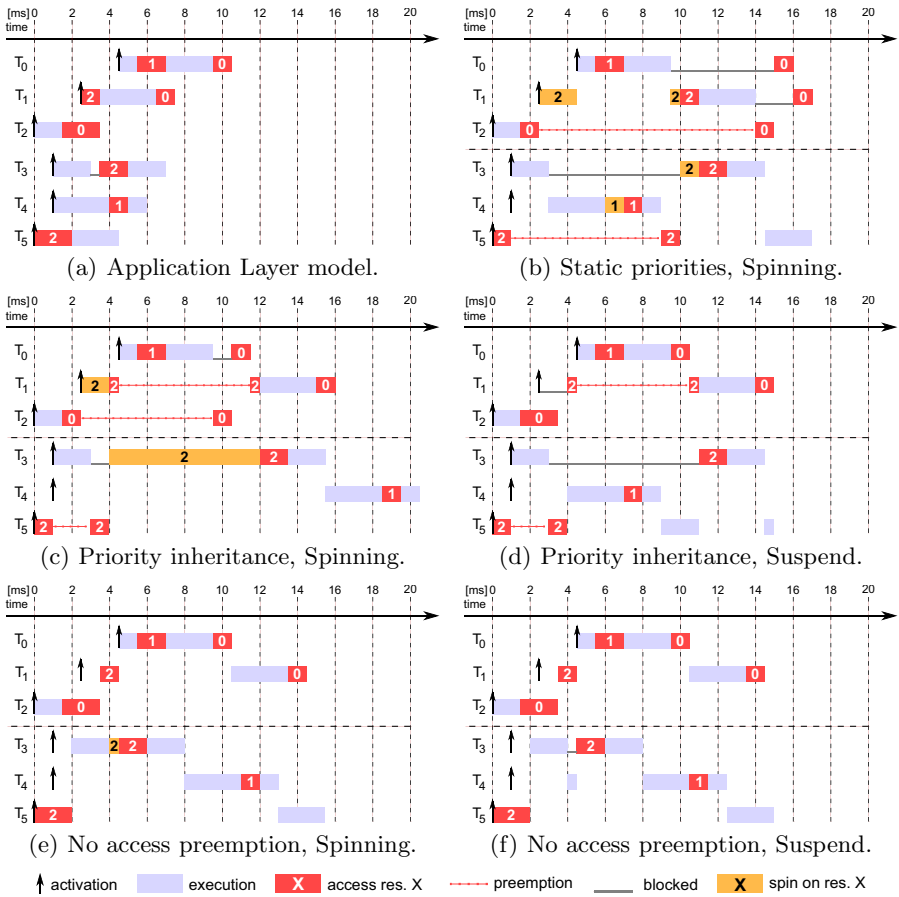 [ms] 0 2 4 6 8 10 12 14 16 18 20
time
T0 1 0
T1 2 0
T2 0
T3 2
T4 1
T5 2
(a) Application Layer model.
[ms] 0 2 4 6 8 10 12 14 16 18 20
time
T0 1 0
T1 2 2 2 0
T2 0 0
T3 2 2
T4 1 1
T5 2 2
(b) Static priorities, Spinning.
[ms] 0 2 4 6 8 10 12 14 16 18 20
time
T0 1 0
T1 2 2 2 0
T2 0 0
T3 2 2
T4 1
T5 2 2
(c) Priority inheritance, Spinning.
[ms] 0 2 4 6 8 10 12 14 16 18 20
time
T0 1 0
T1 2 2 0
T2 0
T3 2
T4 1
T5 2 2
(d) Priority inheritance, Suspend.
[ms] 0 2 4 6 8 10 12 14 16 18 20
time
T0 1 0
T1 2 0
T2 0
T3 2 2
T4 1
T5 2
(e) No access preemption, Spinning.
[ms] 0 2 4 6 8 10 12 14 16 18 20
time
T0 1 0
T1 2 0
T2 0
T3 2
T4 1
T5 2
(f) No access preemption, Suspend.
activation execution X access res. X preemption blocked X spin on res. X